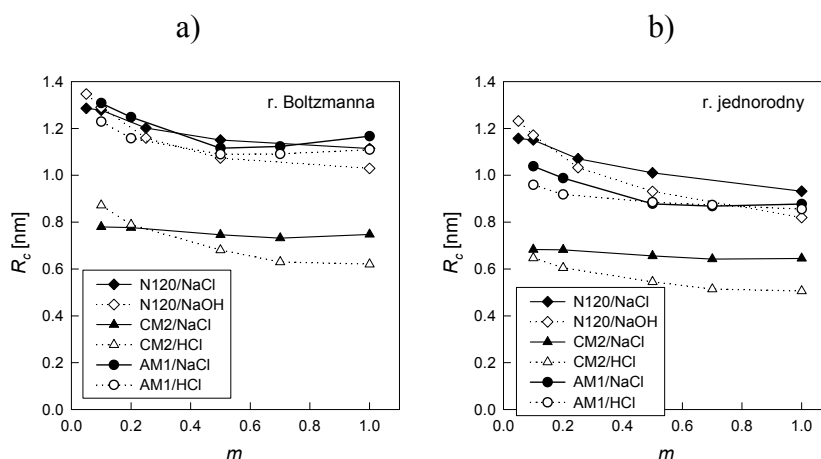 a)
b)
r. Boltzmanna
1.4
1.2
1.0
0.8
0.6
0.4
0.2
0.0
R_c [nm]
N120/NaCl
N120/NaOH
CM2/NaCl
CM2/HCl
AM1/NaCl
AM1/HCl
0.0 0.2 0.4 0.6 0.8 1.0
m
r. jednorodny
1.4
1.2
1.0
0.8
0.6
0.4
0.2
0.0
R_c [nm]
N120/NaCl
N120/NaOH
CM2/NaCl
CM2/HCl
AM1/NaCl
AM1/HCl
0.0 0.2 0.4 0.6 0.8 1.0
m